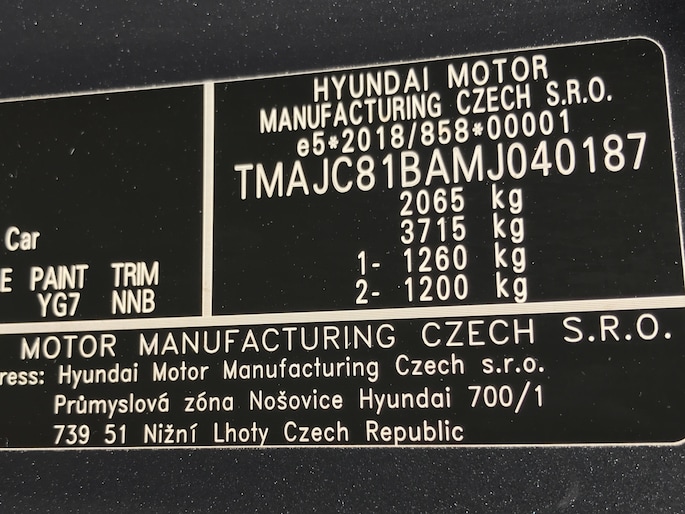 HYUNDAI MOTOR
MANUFACTURING CZECH S.R.O.
e5*2018/858*00001
TMAJC81BAMJ040187
2065 kg
3715 kg
1- 1260 kg
2- 1200 kg
Car
E PAINT TRIM
YG7 NNB
MOTOR MANUFACTURING CZECH S.R.O.
ress: Hyundai Motor Manufacturing Czech s.r.o.
Průmyslová zóna Nošovice Hyundai 700/1
739 51 Nižní Lhoty Czech Republic